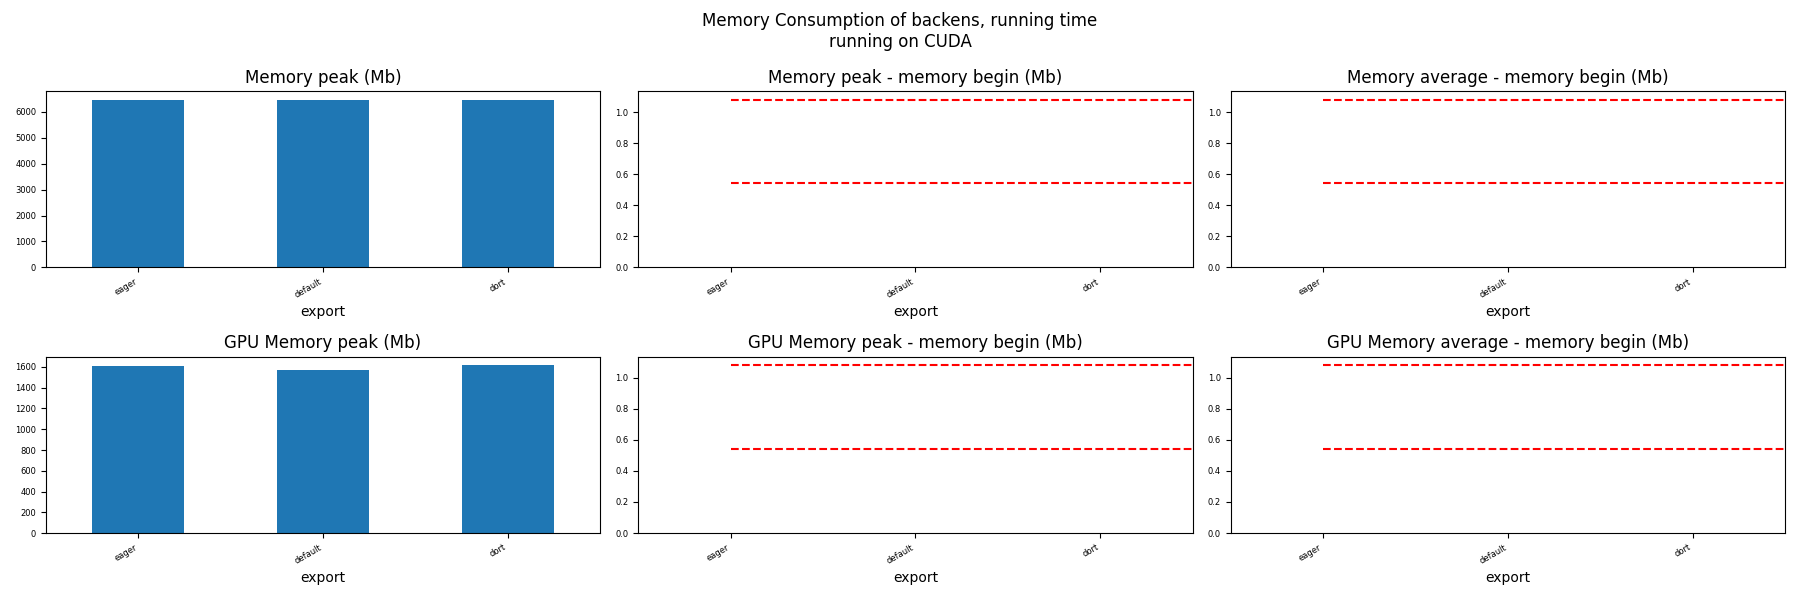 Memory Consumption of backens, running time
running on CUDA
Memory peak (Mb)
6000
5000
4000
3000
2000
1000
0
eager
default
dort
export
Memory peak - memory begin (Mb)
1.0
0.8
0.6
0.4
0.2
0.0
eager
default
dort
export
Memory average - memory begin (Mb)
1.0
0.8
0.6
0.4
0.2
0.0
eager
default
dort
export
GPU Memory peak (Mb)
1600
1400
1200
1000
800
600
400
200
0
eager
default
dort
export
GPU Memory peak - memory begin (Mb)
1.0
0.8
0.6
0.4
0.2
0.0
eager
default
dort
export
GPU Memory average - memory begin (Mb)
1.0
0.8
0.6
0.4
0.2
0.0
eager
default
dort
export